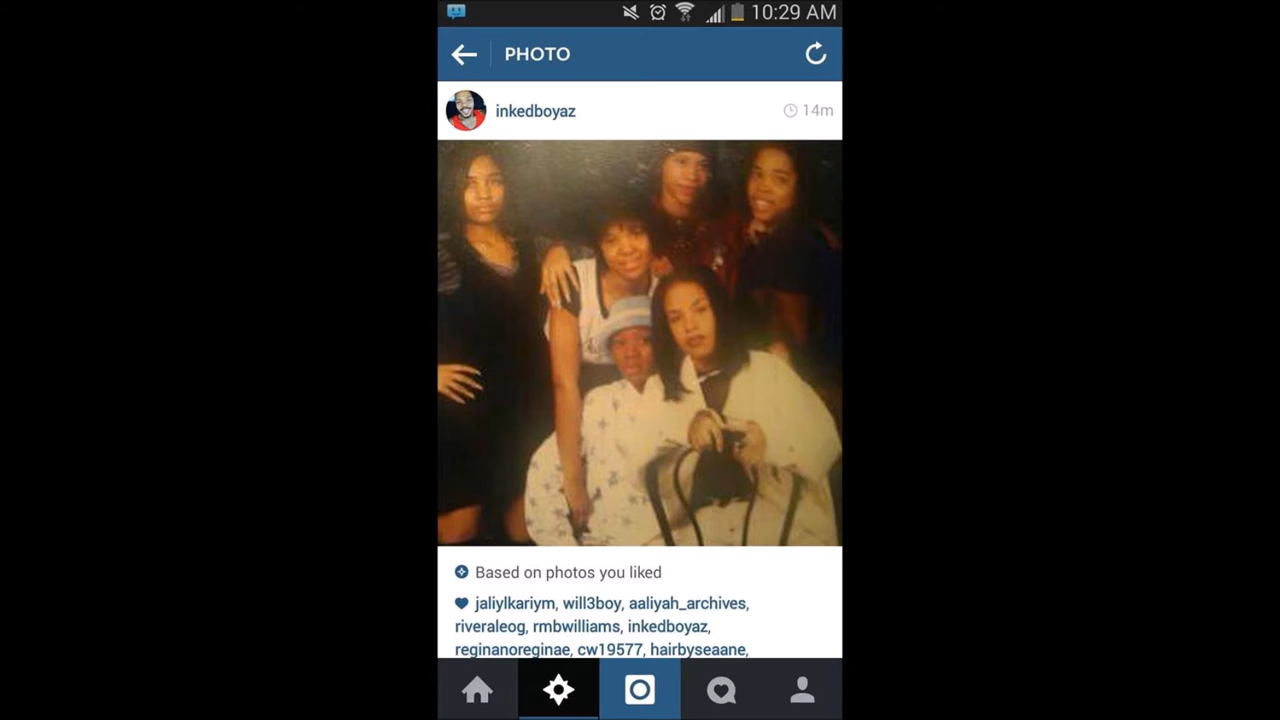 10:29 AM
PHOTO
inkedboyaz
14m
Based on photos you liked
jaliylkariym, will3boy, aaliyah_archives,
riveraleog, rmbwilliams, inkedboyaz,
reginanoreginae, cw19577, hairbyseaane,